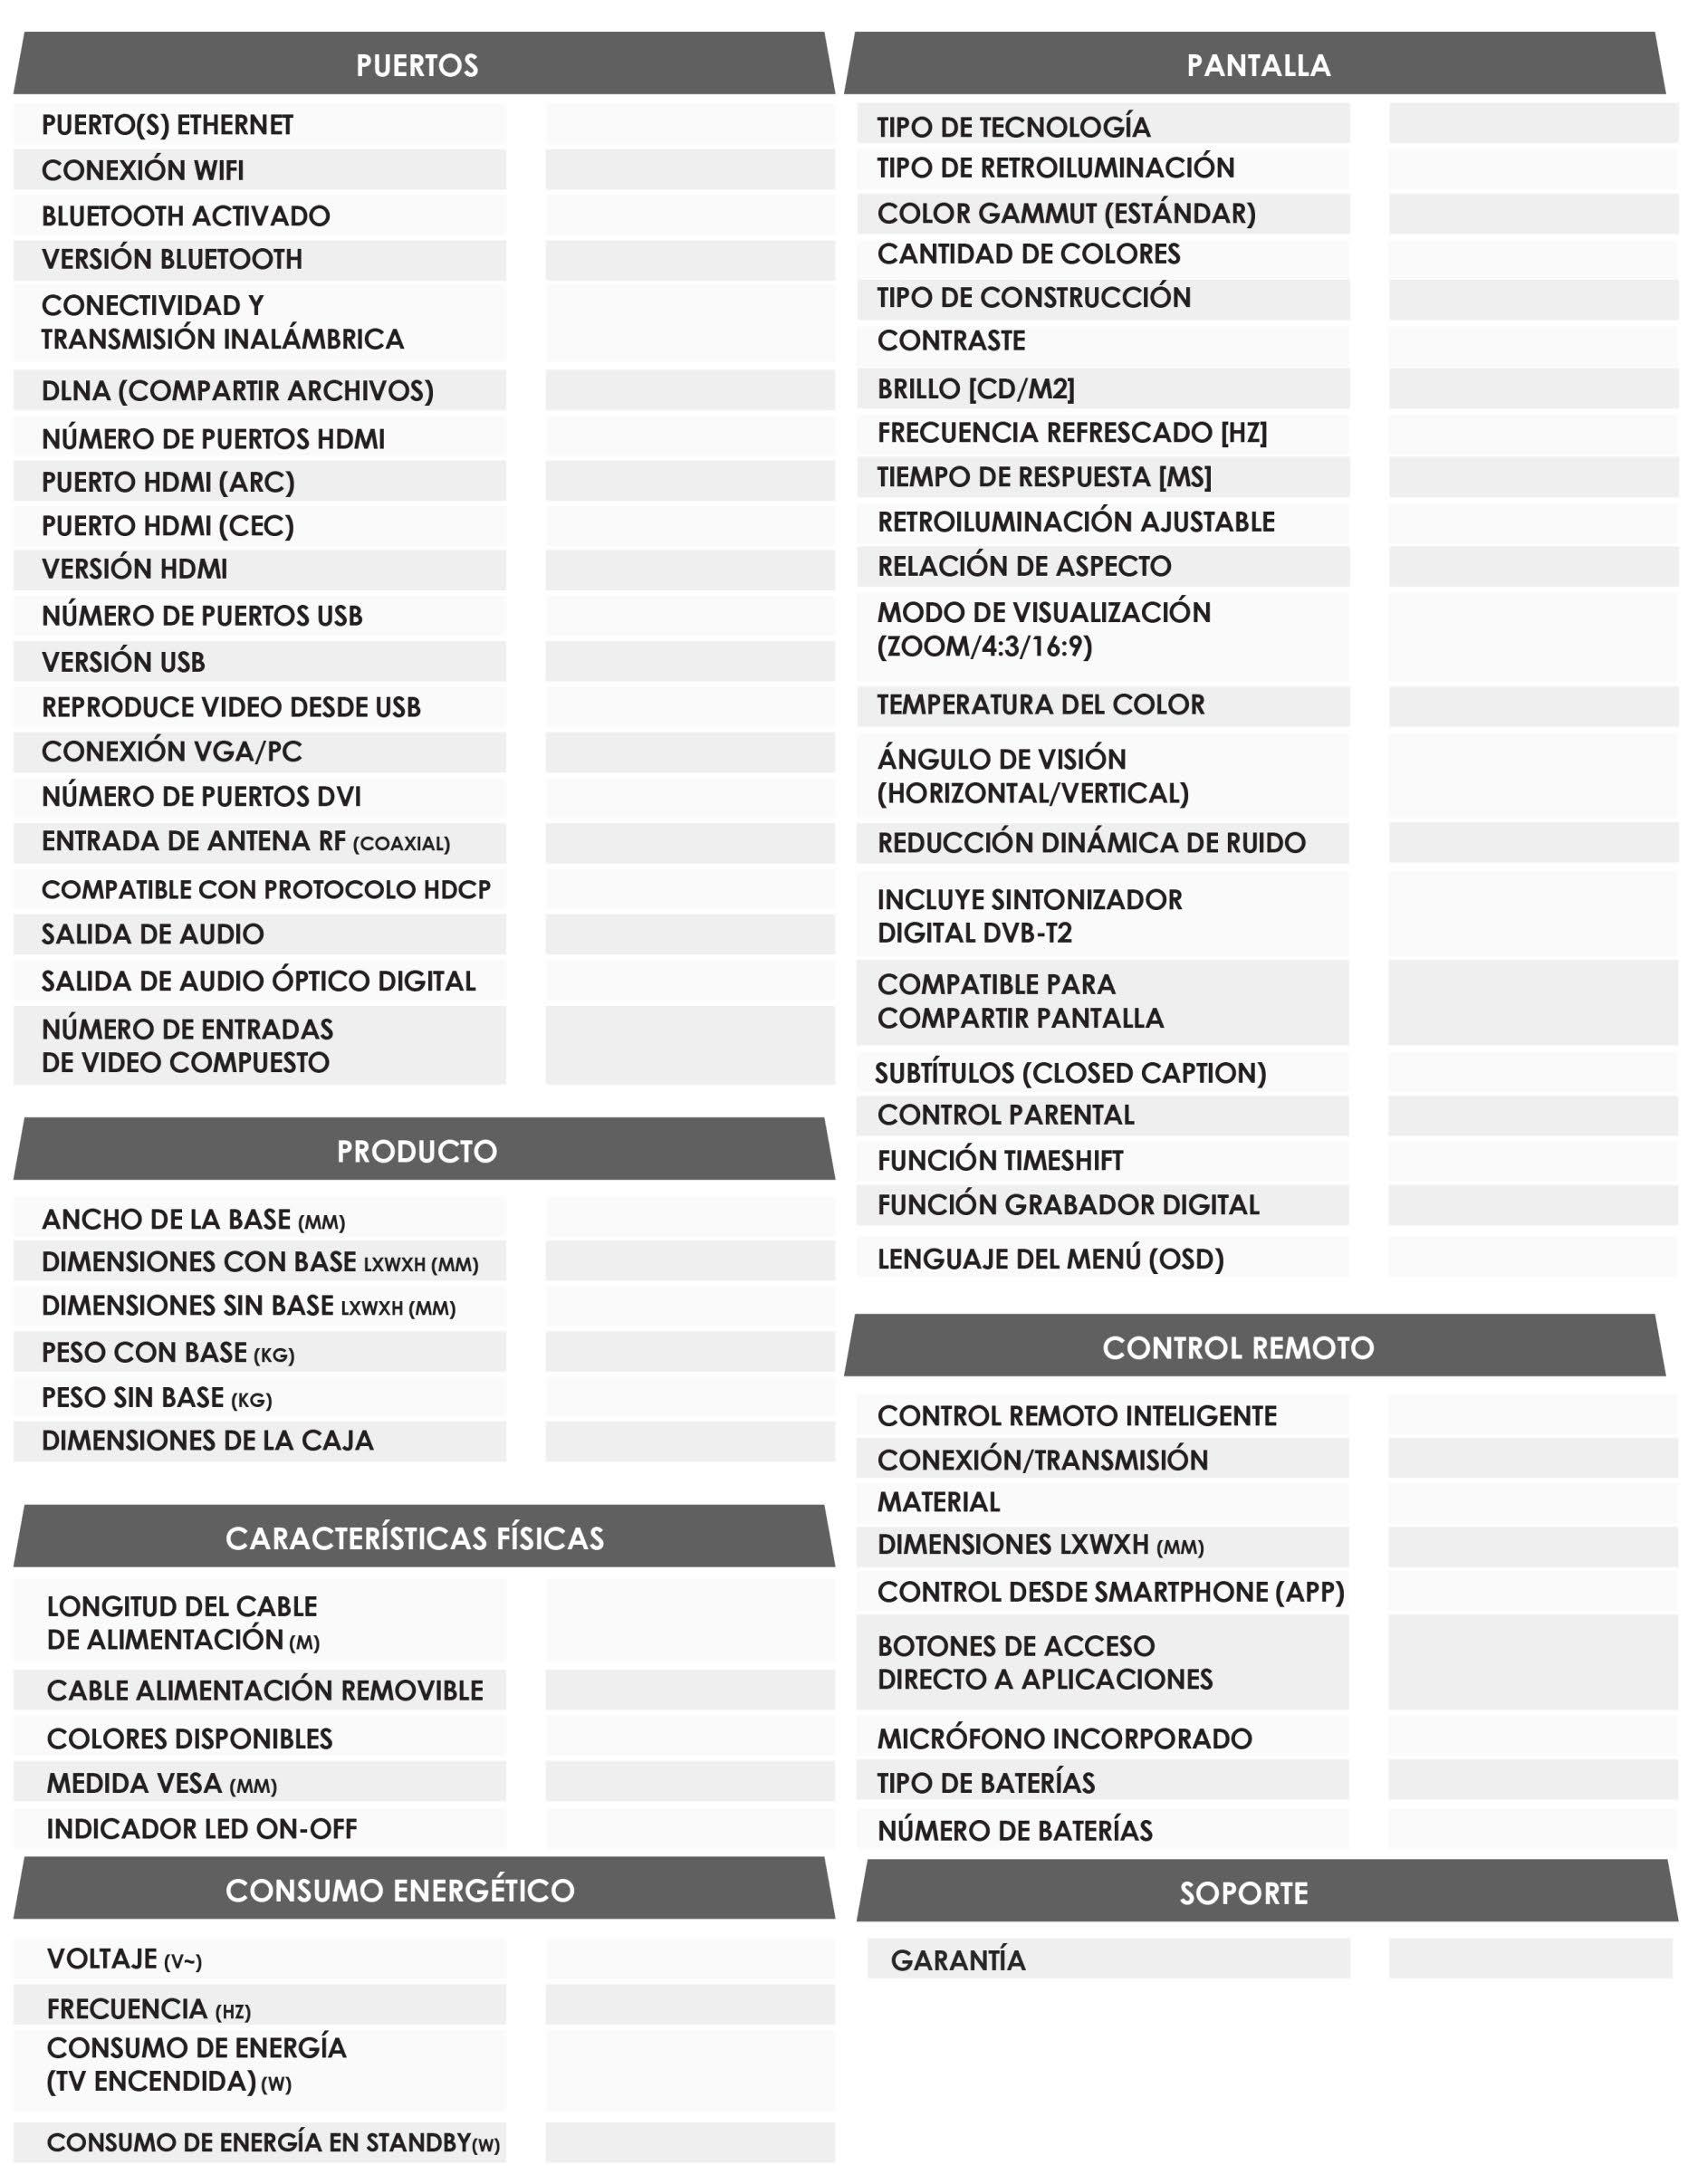 PUERTOS
PUERTO(S) ETHERNET
CONEXIÓN WIFI
BLUETOOTH ACTIVADO
VERSIÓN BLUETOOTH
CONECTIVIDAD Y
TRANSMISIÓN INALÁMBRICA
DLNA (COMPARTIR ARCHIVOS)
NÚMERO DE PUERTOS HDMI
PUERTO HDMI (ARC)
PUERTO HDMI (CEC)
VERSIÓN HDMI
NÚMERO DE PUERTOS USB
VERSIÓN USB
REPRODUCE VIDEO DESDE USB
CONEXIÓN VGA/PC
NÚMERO DE PUERTOS DVI
ENTRADA DE ANTENA RF (COAXIAL)
COMPATIBLE CON PROTOCOLO HDCP
SALIDA DE AUDIO
SALIDA DE AUDIO ÓPTICO DIGITAL
NÚMERO DE ENTRADAS
DE VIDEO COMPUESTO
PRODUCTO
ANCHO DE LA BASE (MM)
DIMENSIONES CON BASE LXWXH (MM)
DIMENSIONES SIN BASE LXWXH (MM)
PESO CON BASE (KG)
PESO SIN BASE (KG)
DIMENSIONES DE LA CAJA
CARACTERÍSTICAS FÍSICAS
LONGITUD DEL CABLE
DE ALIMENTACIÓN (M)
CABLE ALIMENTACIÓN REMOVIBLE
COLORES DISPONIBLES
MEDIDA VESA (MM)
INDICADOR LED ON-OFF
CONSUMO ENERGÉTICO
VOLTAJE (V~)
FRECUENCIA (HZ)
CONSUMO DE ENERGÍA
(TV ENCENDIDA) (W)
CONSUMO DE ENERGÍA EN STANDBY(W)
PANTALLA
TIPO DE TECNOLOGÍA
TIPO DE RETROILUMINACIÓN
COLOR GAMMUT (ESTÁNDAR)
CANTIDAD DE COLORES
TIPO DE CONSTRUCCIÓN
CONTRASTE
BRILLO [CD/M2]
FRECUENCIA REFRESCADO [HZ]
TIEMPO DE RESPUESTA [MS]
RETROILUMINACIÓN AJUSTABLE
RELACIÓN DE ASPECTO
MODO DE VISUALIZACIÓN
(ZOOM/4:3/16:9)
TEMPERATURA DEL COLOR
ÁNGULO DE VISIÓN
(HORIZONTAL/VERTICAL)
REDUCCIÓN DINÁMICA DE RUIDO
INCLUYE SINTONIZADOR
DIGITAL DVB-T2
COMPATIBLE PARA
COMPARTIR PANTALLA
SUBTÍTULOS (CLOSED CAPTION)
CONTROL PARENTAL
FUNCIÓN TIMESHIFT
FUNCIÓN GRABADOR DIGITAL
LENGUAJE DEL MENÚ (OSD)
CONTROL REMOTO
CONTROL REMOTO INTELIGENTE
CONEXIÓN/TRANSMISIÓN
MATERIAL
DIMENSIONES LXWXH (MM)
CONTROL DESDE SMARTPHONE (APP)
BOTONES DE ACCESO
DIRECTO A APLICACIONES
MICRÓFONO INCORPORADO
TIPO DE BATERÍAS
NÚMERO DE BATERÍAS
SOPORTE
GARANTÍA